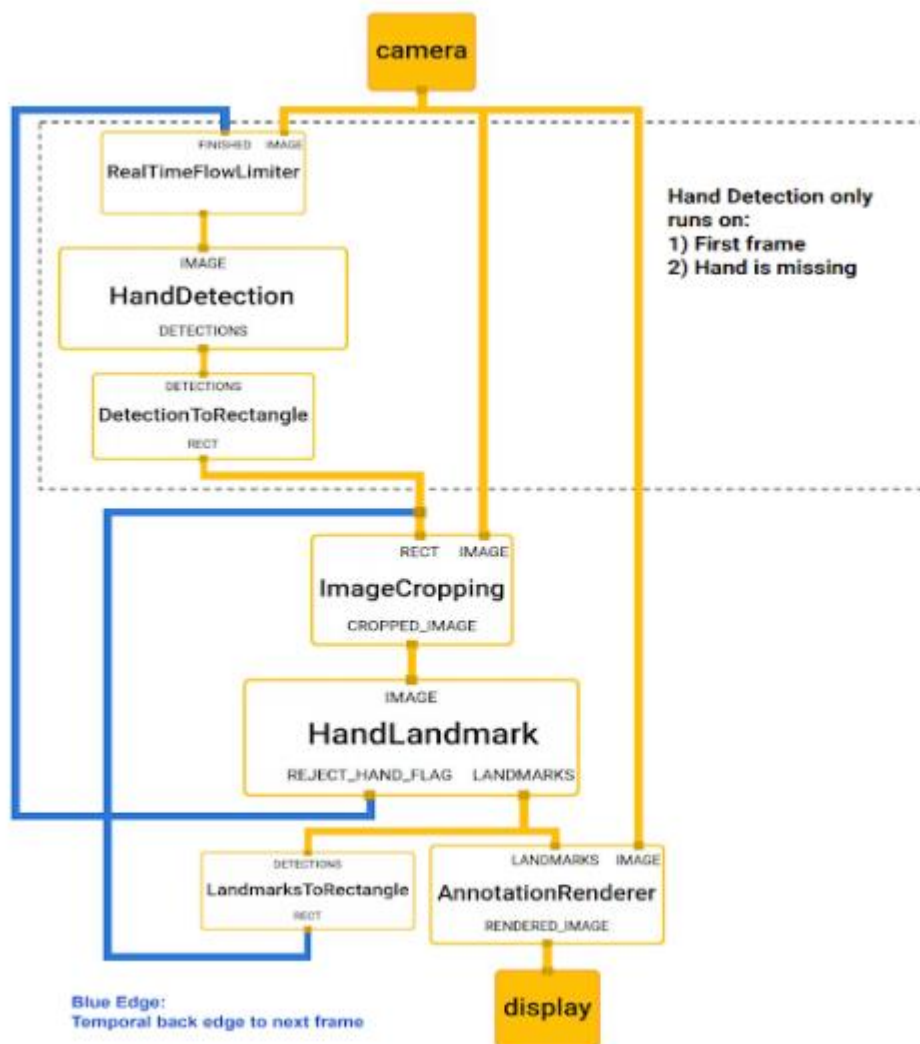 camera
FINISHED IMAGE
RealTimeFlowLimiter
Hand Detection only
runs on:
1) First frame
2) Hand is missing
IMAGE
HandDetection
DETECTIONS
DETECTIONS
DetectionToRectangle
RECT
RECT IMAGE
ImageCropping
CROPPED_IMAGE
IMAGE
HandLandmark
REJECT_HAND_FLAG LANDMARKS
DETECTIONS
LandmarksToRectangle
RECT
LANDMARKS IMAGE
AnnotationRenderer
RENDERED_IMAGE
display
Blue Edge:
Temporal back edge to next frame